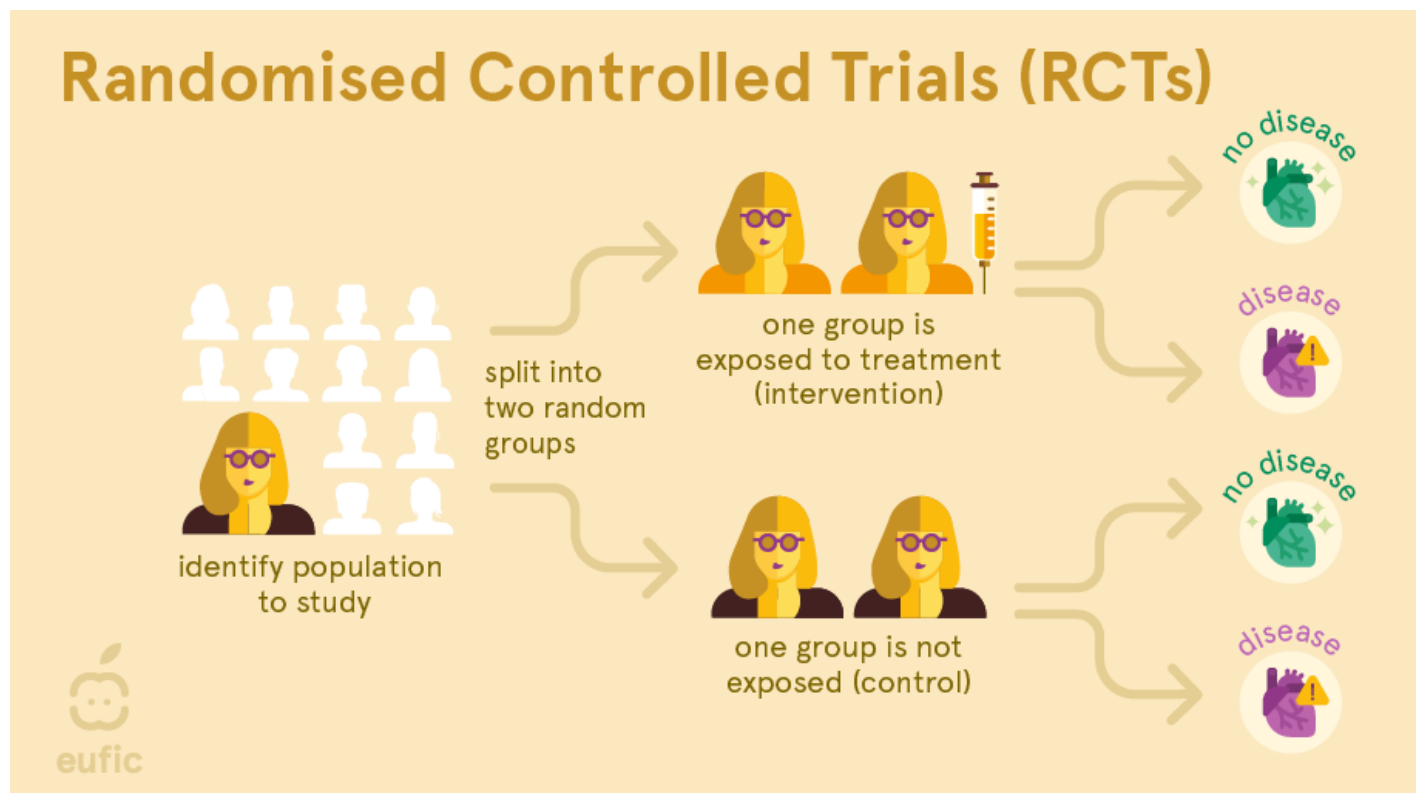 Randomised Controlled Trials (RCTs)
identify population
to study
split into
two random
groups
one group is
exposed to treatment
(intervention)
no disease
disease
one group is not
exposed (control)
no disease
disease
eufic